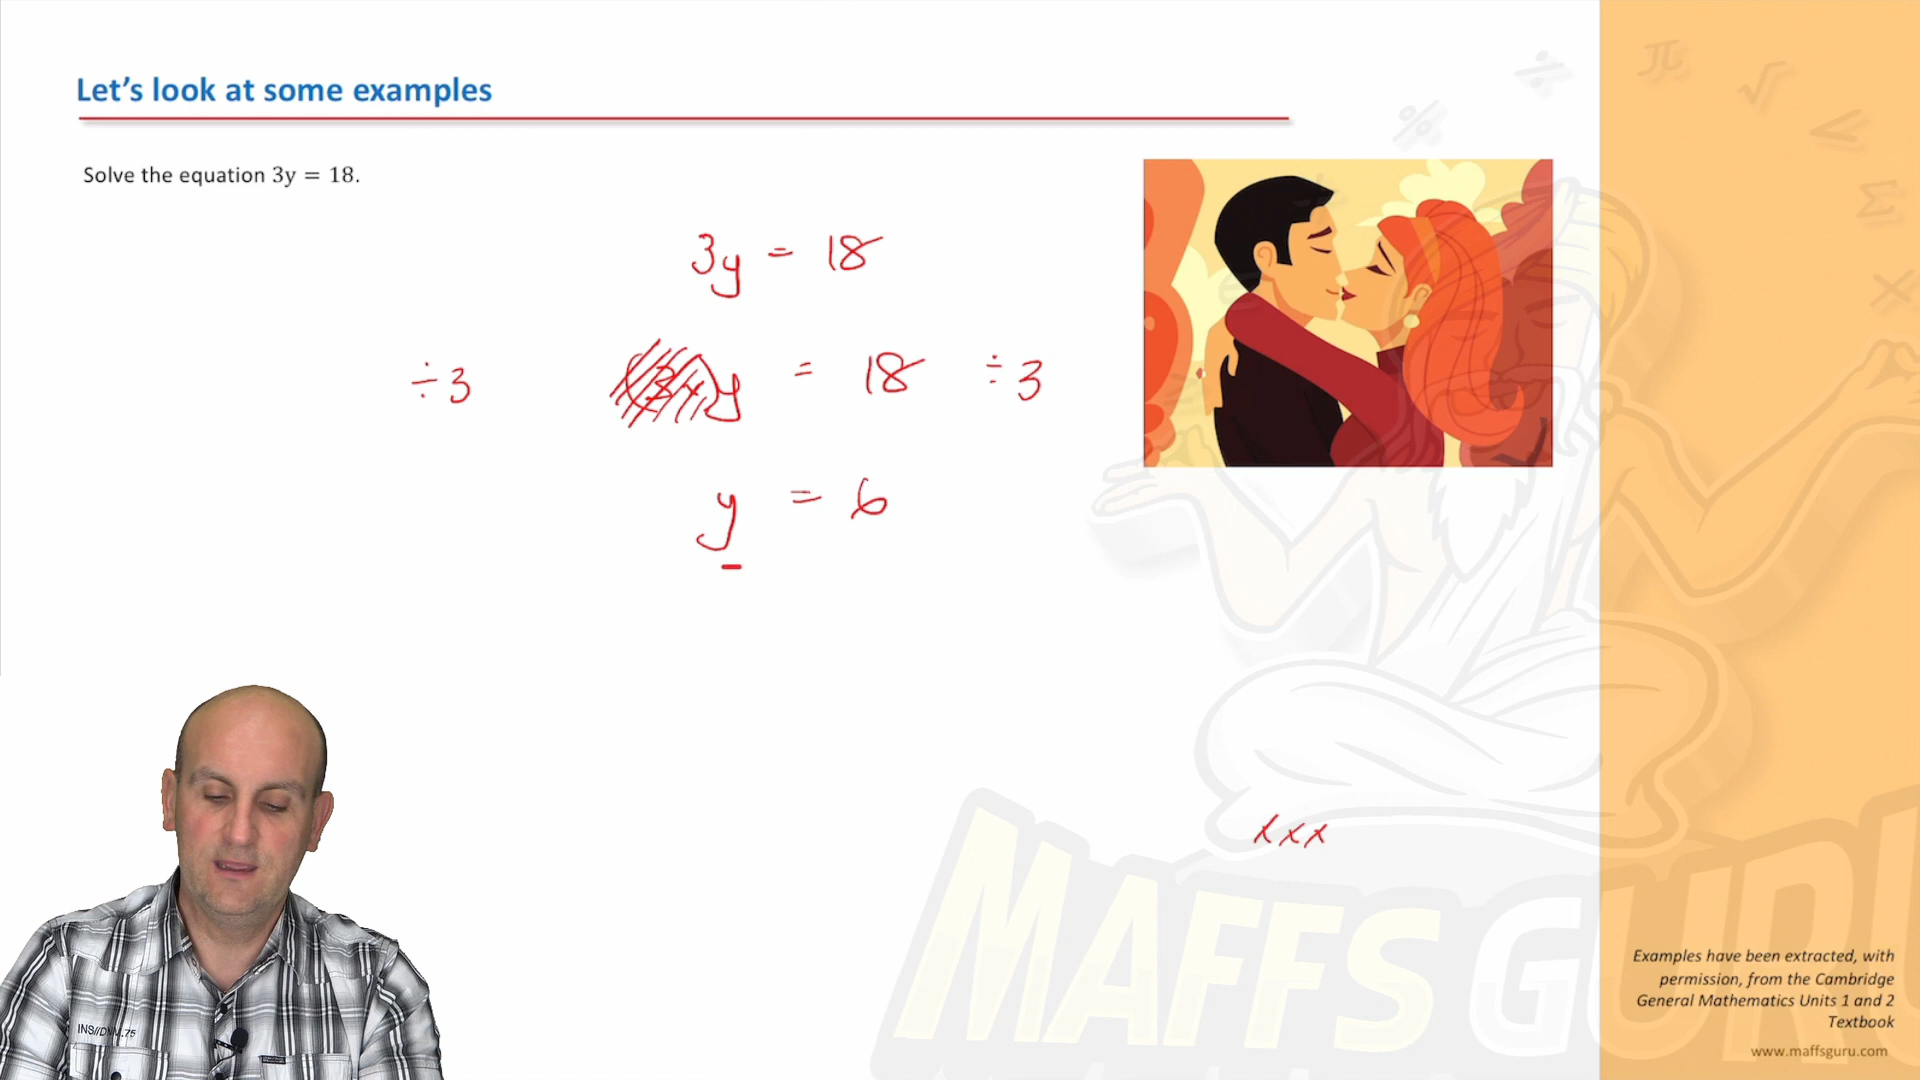 Let's look at some examples
Solve the equation 3y = 18.
3y = 18
÷3 y = 18 ÷3
y = 6
xxx
MAFFS GURU
Examples have been extracted, with
permission, from the Cambridge
General Mathematics Units 1 and 2
Textbook
www.maffsguru.com